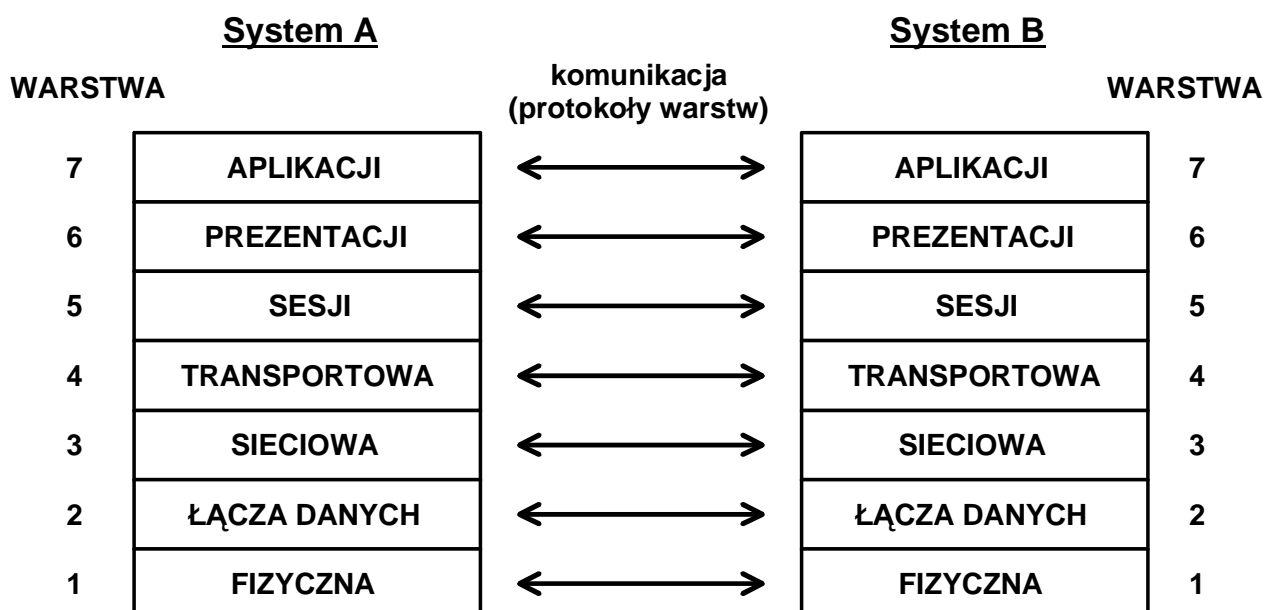 System A System B
WARSTWA komunikacja WARSTWA
(protokoły warstw)
7 APLIKACJI APLIKACJI 7
6 PREZENTACJI PREZENTACJI 6
5 SESJI SESJI 5
4 TRANSPORTOWA TRANSPORTOWA 4
3 SIECIOWA SIECIOWA 3
2 ŁĄCZA DANYCH ŁĄCZA DANYCH 2
1 FIZYCZNA FIZYCZNA 1